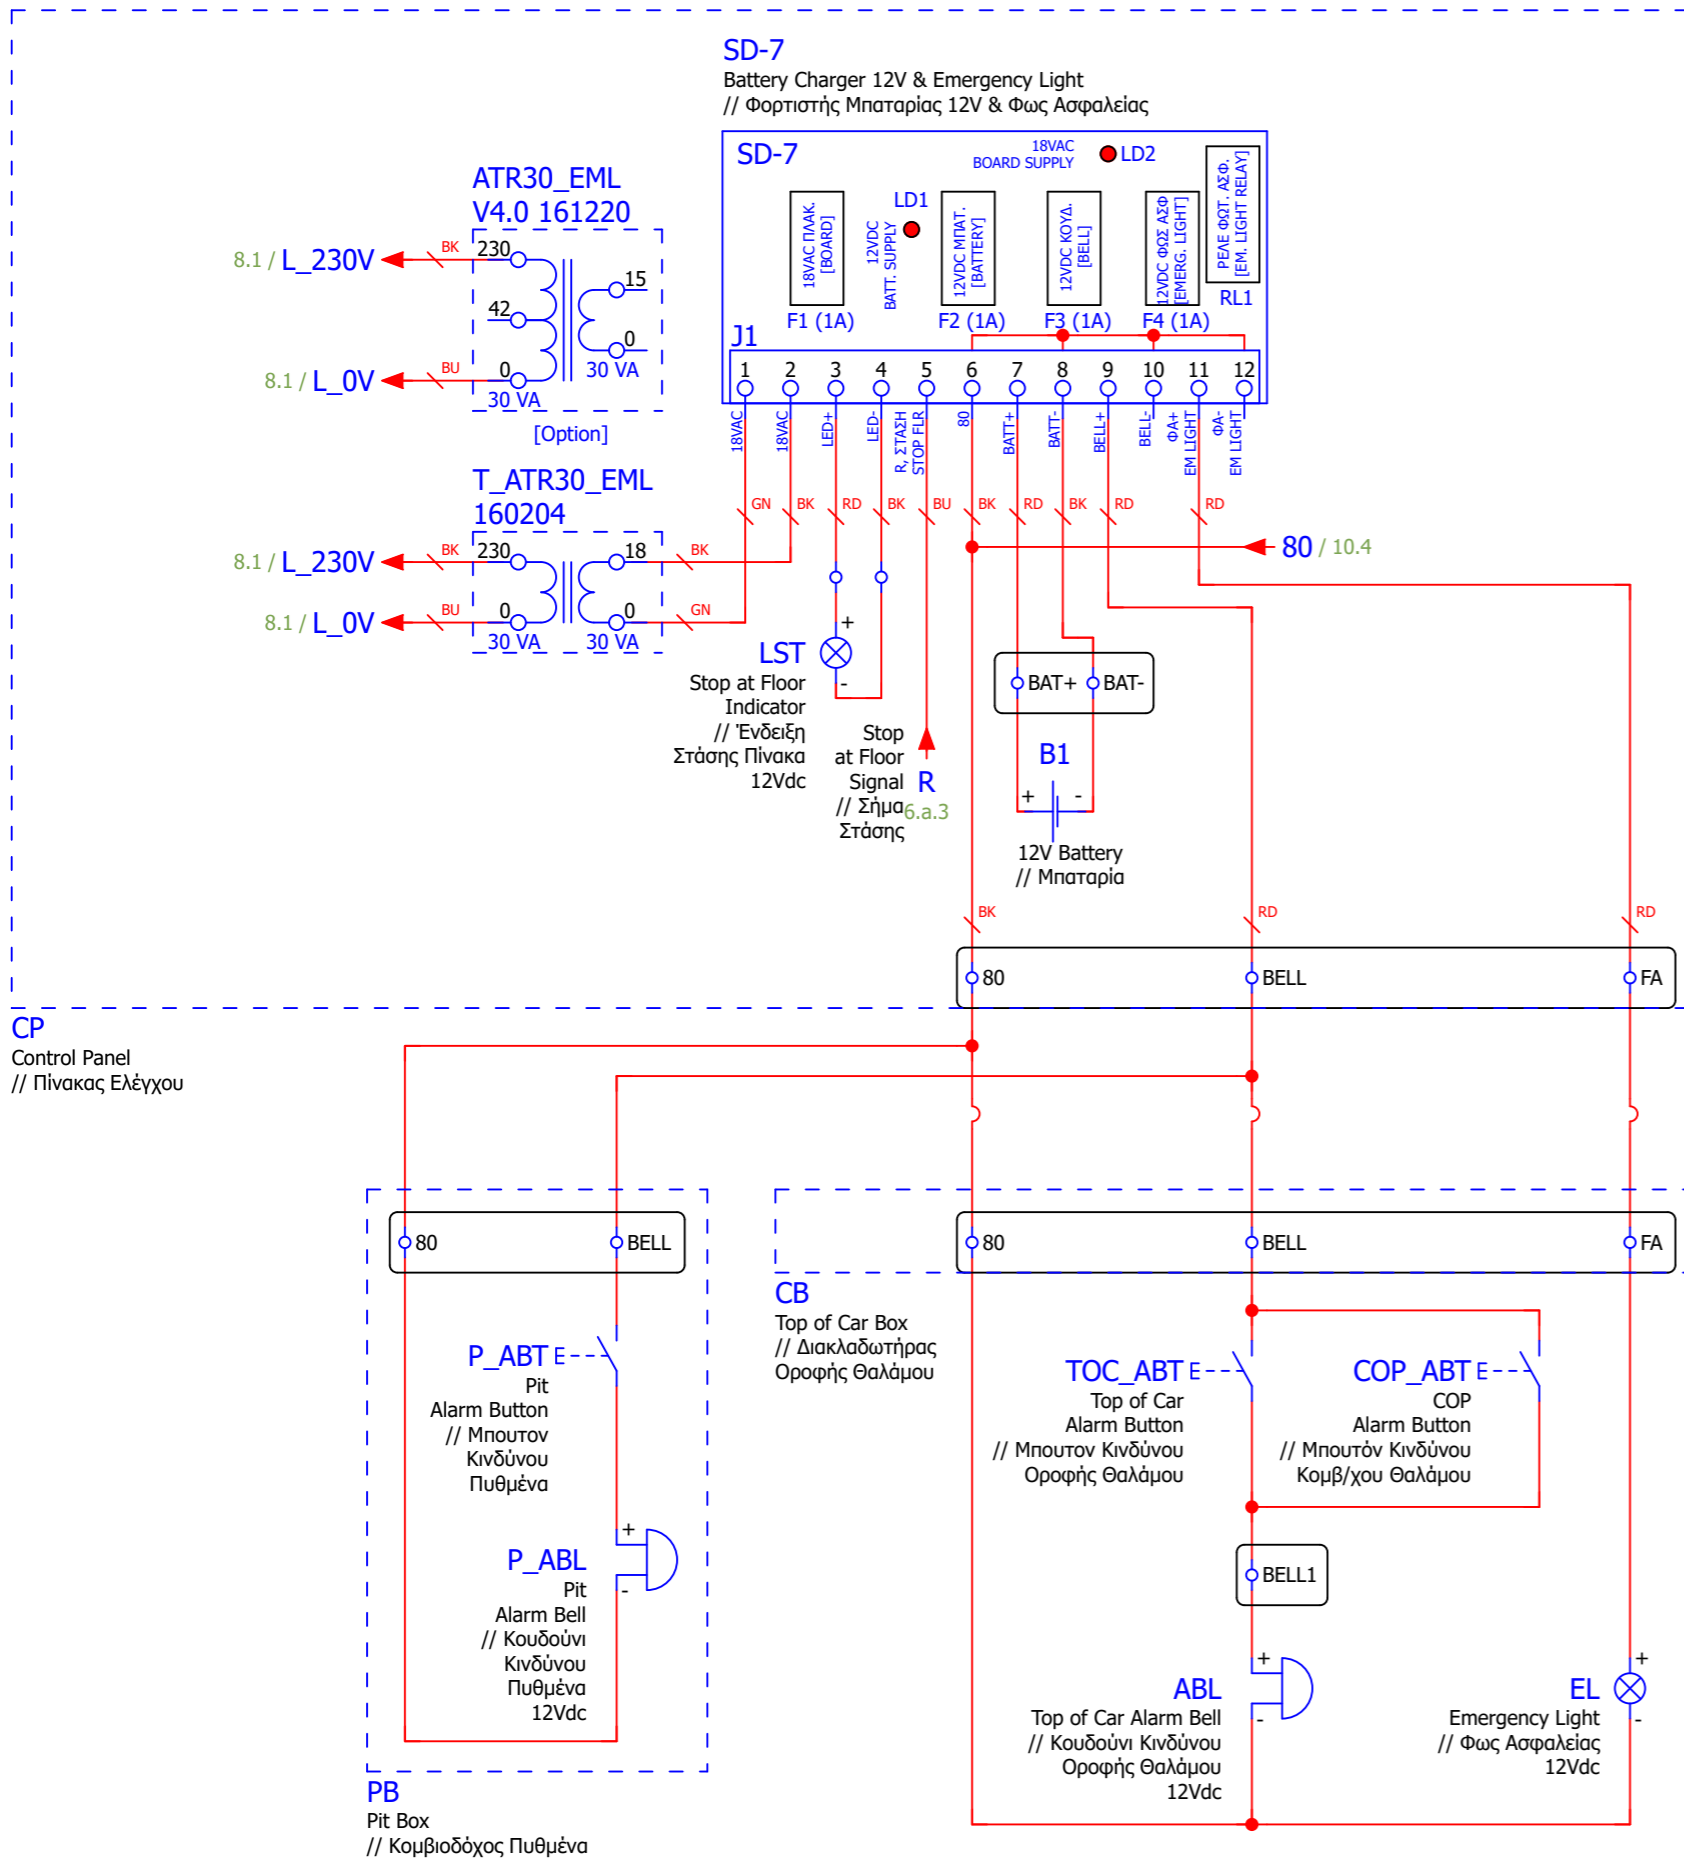 SD-7
Battery Charger 12V & Emergency Light
// Φορτιστής Μπαταρίας 12V & Φως Ασφαλείας
SD-7
18VAC
BOARD SUPPLY
LD2
LD1
12VDC
BATT. SUPPLY
18VAC ΠΛΑΚ.
[BOARD]
12VDC ΜΠΑΤ.
[BATTERY]
12VDC ΚΟΥΔ.
[BELL]
12VDC ΦΩΣ ΑΣΦ
[EMERG. LIGHT]
ΡΕΛΕ ΦΩΤ. ΑΣΦ.
[EM. LIGHT RELAY]
RL1
F1 (1A)
F2 (1A)
F3 (1A)
F4 (1A)
J1
1 2 3 4 5 6 7 8 9 10 11 12
18VAC
18VAC
LED+
LED-
R, ΣΤΑΣΗ
STOP FLR
80
BATT+
BATT-
BELL+
BELL-
ΦΑ+
EM LIGHT
ΦΑ-
EM LIGHT
GN BK RD BK BU BK RD BK RD RD
ATR30_EML
V4.0 161220
8.1 / L_230V
BK
230
42
15
0
8.1 / L_0V
BU
0
30 VA
30 VA
[Option]
T_ATR30_EML
160204
8.1 / L_230V
BK
230
18
BK
8.1 / L_0V
BU
0
0
GN
30 VA
30 VA
80 / 10.4
+
LST
-
Stop at Floor
Indicator
// Ένδειξη
Στάσης Πίνακα
12Vdc
Stop
at Floor
Signal
// Σήμα
Στάσης
R
6.a.3
BAT+
BAT-
B1
+ -
12V Battery
// Μπαταρία
BK
RD
RD
80
BELL
FA
CP
Control Panel
// Πίνακας Ελέγχου
80
BELL
80
BELL
FA
CB
Top of Car Box
// Διακλαδωτήρας
Οροφής Θαλάμου
P_ABT
Pit
Alarm Button
// Μπουτον
Κινδύνου
Πυθμένα
TOC_ABT
Top of Car
Alarm Button
// Μπουτον Κινδύνου
Οροφής Θαλάμου
COP_ABT
COP
Alarm Button
// Μπουτόν Κινδύνου
Κομβ/χου Θαλάμου
+
P_ABL
-
Pit
Alarm Bell
// Κουδούνι
Κινδύνου
Πυθμένα
12Vdc
BELL1
+
ABL
-
Top of Car Alarm Bell
// Κουδούνι Κινδύνου
Οροφής Θαλάμου
12Vdc
+
EL
-
Emergency Light
// Φως Ασφαλείας
12Vdc
PB
Pit Box
// Κομβιοδόχος Πυθμένα